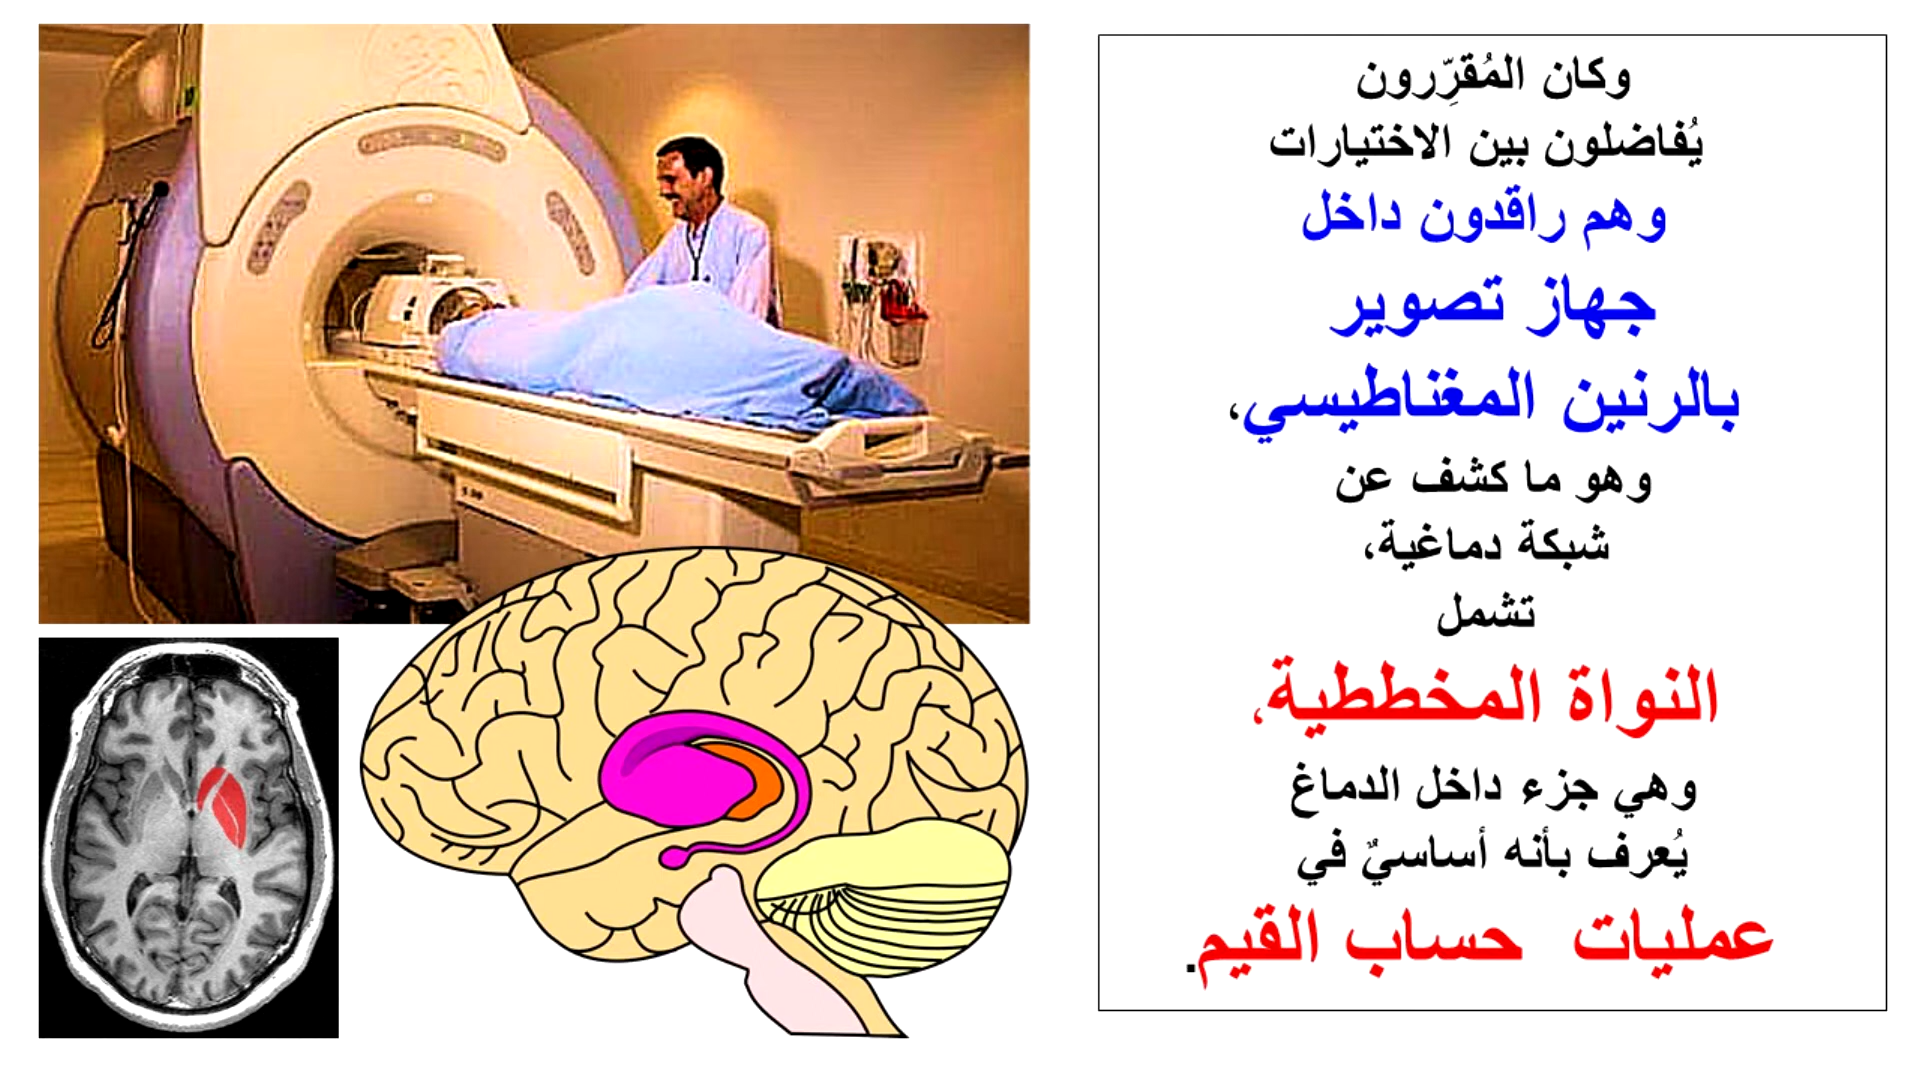 وكان المُقرِّرون
يُفاضلون بين الاختيارات
وهم راقدون داخل
جهاز تصوير
بالرنين المغناطيسي،
وهو ما كشف عن
شبكة دماغية،
تشمل
النواة المخططية،
وهي جزء داخل الدماغ
يُعرف بأنه أساسيٌ في
عمليات حساب القيم.